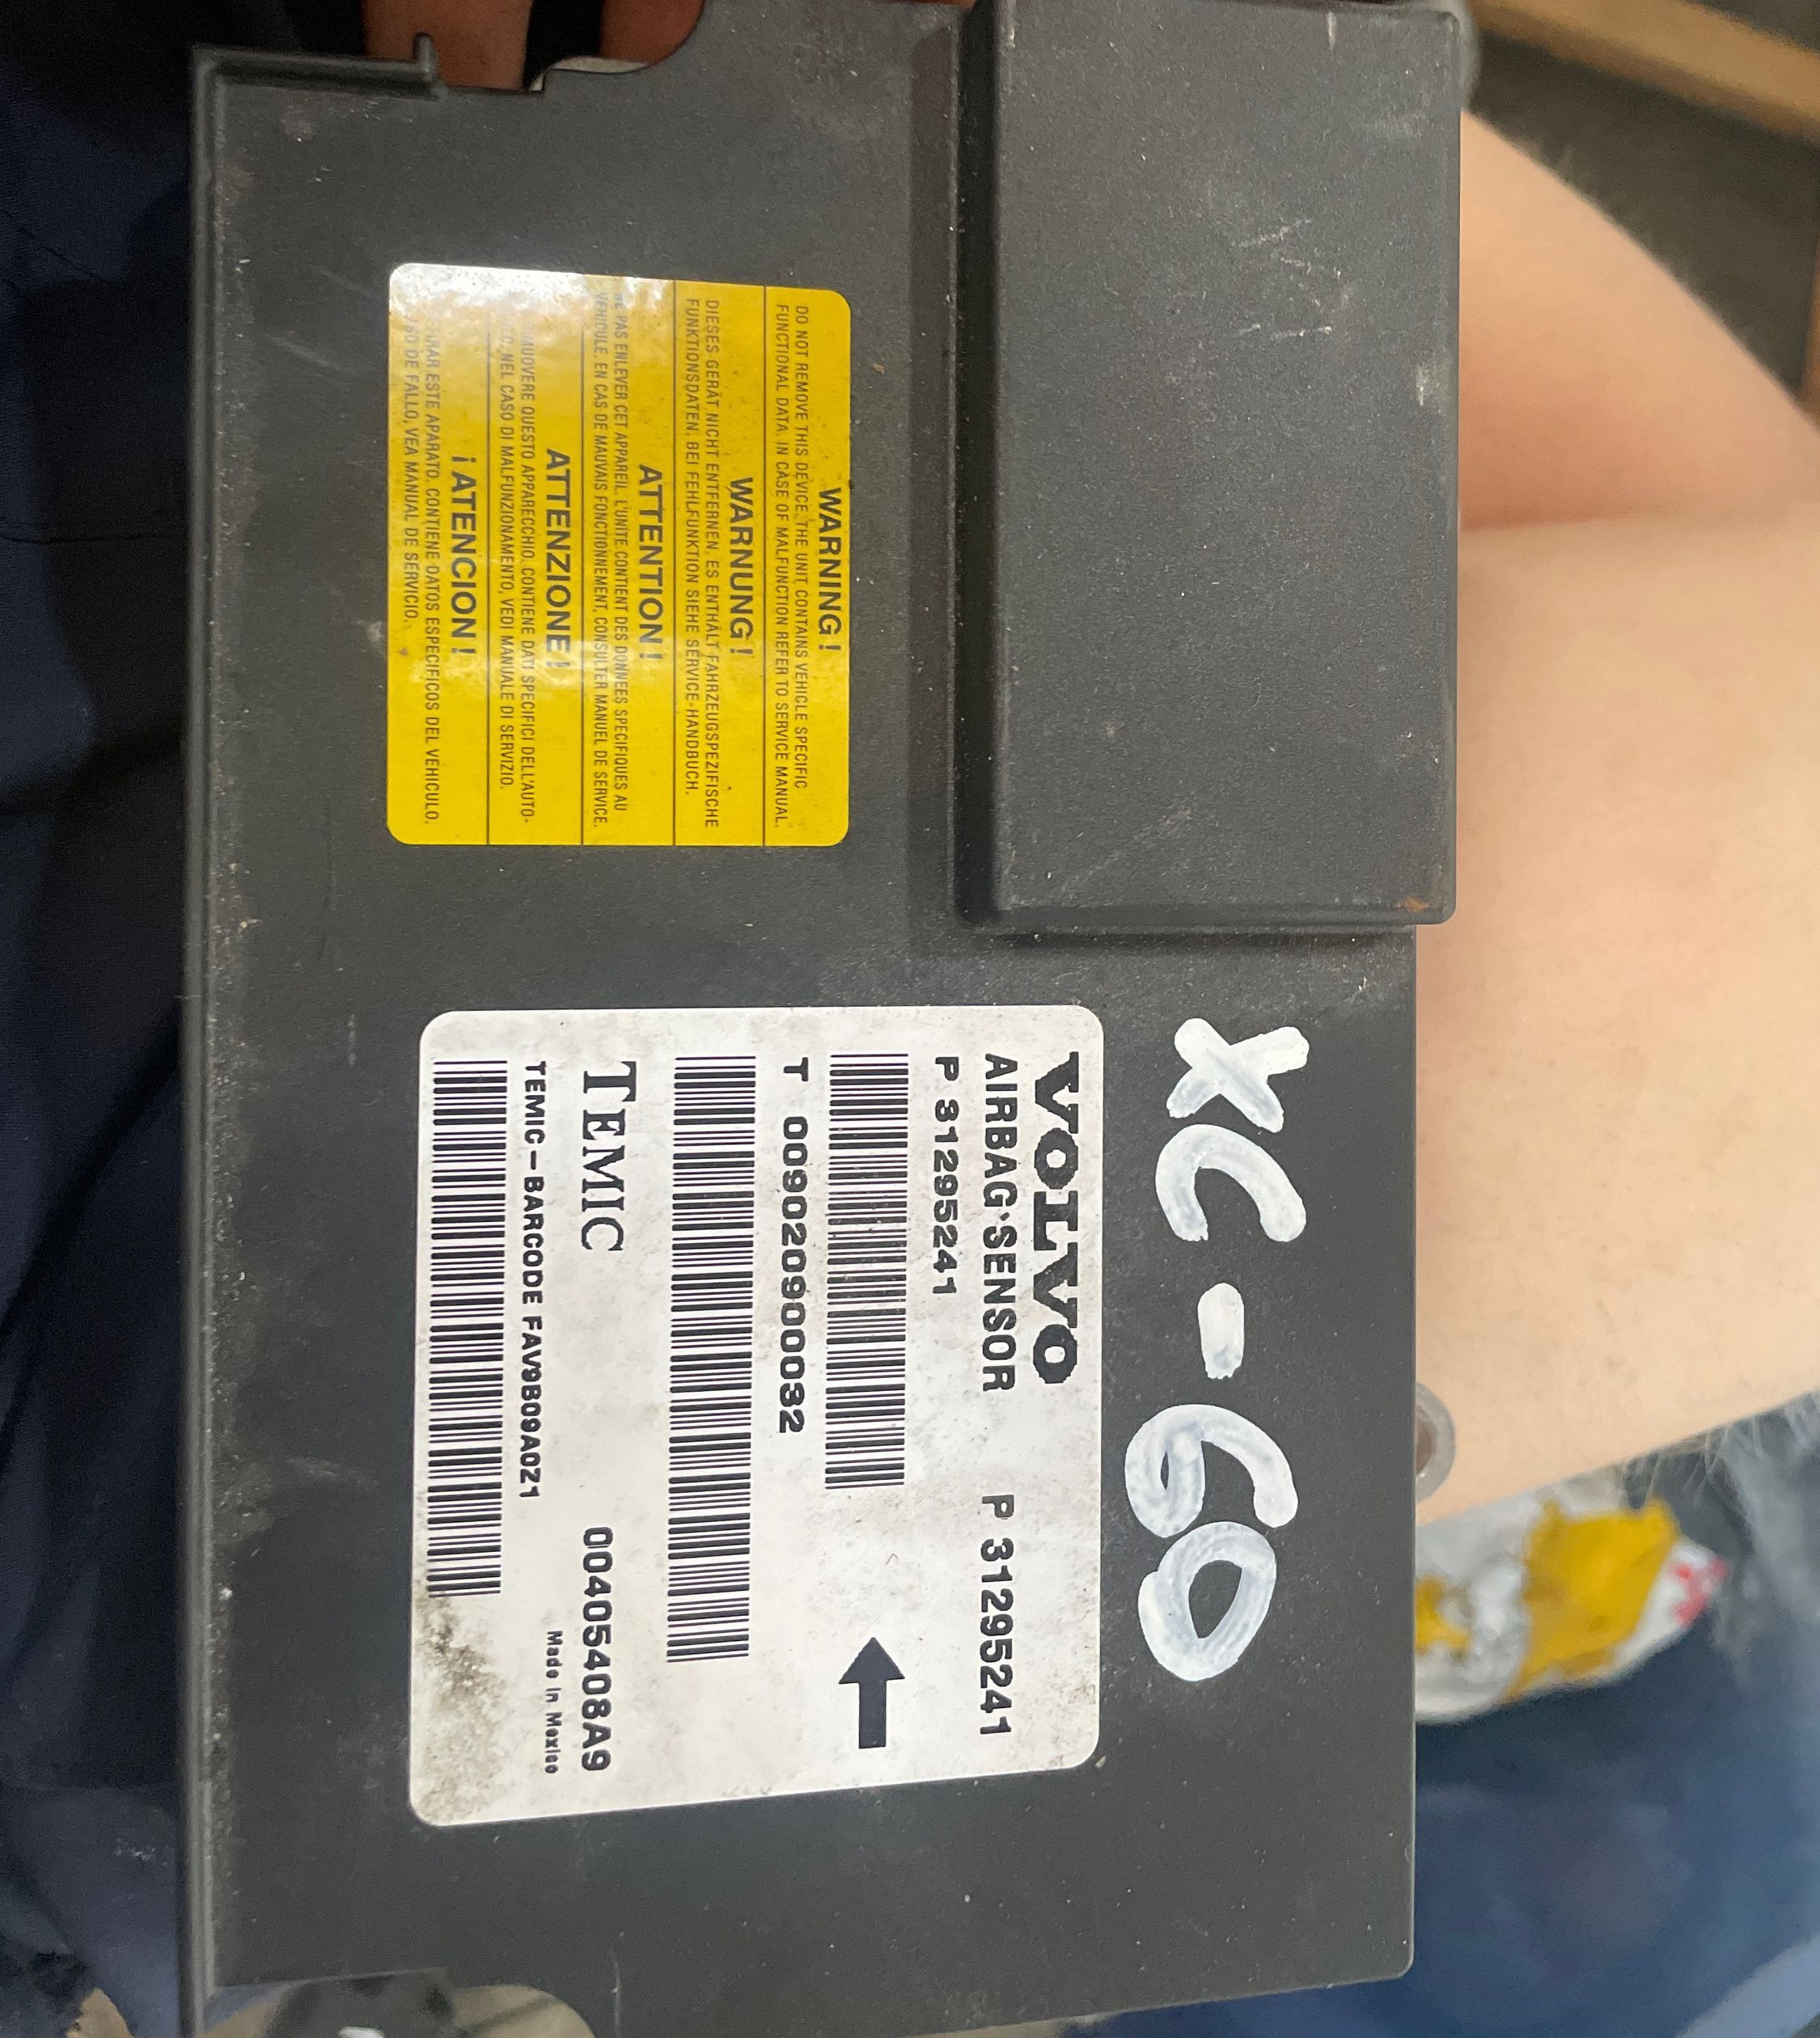 XC-60
VOLVO
AIRBAG·SENSOR P 31295241
P 31295241
T 009020900032
TEMIC 00405408A9
TEMIC-BARCODE FAV9B09A021
Made in Mexico
WARNING!
DO NOT REMOVE THIS DEVICE. THE UNIT CONTAINS VEHICLE SPECIFIC
FUNCTIONAL DATA. IN CASE OF MALFUNCTION REFER TO SERVICE MANUAL.
WARNUNG!
DIESES GERÄT NICHT ENTFERNEN. ES ENTHÄLT FAHRZEUGSPEZIFISCHE
FUNKTIONSDATEN. BEI FEHLFUNKTION SIEHE SERVICE-HANDBUCH.
ATTENTION!
NE PAS ENLEVER CET APPAREIL. L'UNITE CONTIENT DES DONNEES SPECIFIQUES AU
VEHICULE. EN CAS DE MAUVAIS FONCTIONNEMENT, CONSULTER MANUEL DE SERVICE.
ATTENZIONE!
QUESTO APPARECCHIO. CONTIENE DATI SPECIFICI DELL'AUTO-
NEL CASO DI MALFUNZIONAMENTO, VEDI MANUALE DI SERVIZIO.
¡ATENCION!
ESTE APARATO. CONTIENE DATOS ESPECIFICOS DEL VEHICULO.
DE FALLO, VEA MANUAL DE SERVICIO.